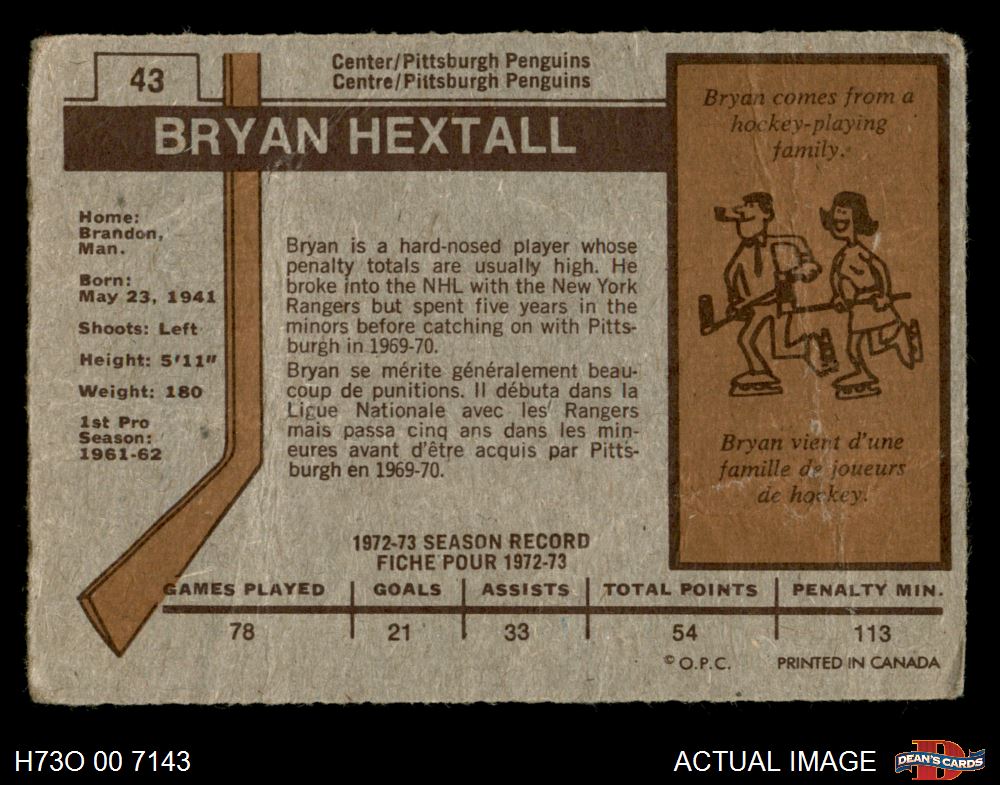 43
Center/Pittsburgh Penguins
Centre/Pittsburgh Penguins
BRYAN HEXTALL
Home:
Brandon,
Man.
Born:
May 23, 1941
Shoots: Left
Height: 5'11"
Weight: 180
1st Pro
Season:
1961-62
Bryan is a hard-nosed player whose
penalty totals are usually high. He
broke into the NHL with the New York
Rangers but spent five years in the
minors before catching on with Pitts-
burgh in 1969-70.
Bryan se mérite généralement beau-
coup de punitions. Il débuta dans la
Ligue Nationale avec les Rangers
mais passa cinq ans dans les min-
eures avant d'être acquis par Pitts-
burgh en 1969-70.
Bryan comes from a
hockey-playing
family.
Bryan vient d'une
famille de joueurs
de hockey.
1972-73 SEASON RECORD
FICHE POUR 1972-73
GAMES PLAYED GOALS ASSISTS TOTAL POINTS PENALTY MIN.
78 21 33 54 113
© O.P.C. PRINTED IN CANADA
H73O 00 7143
ACTUAL IMAGE
DEAN'S CARDS